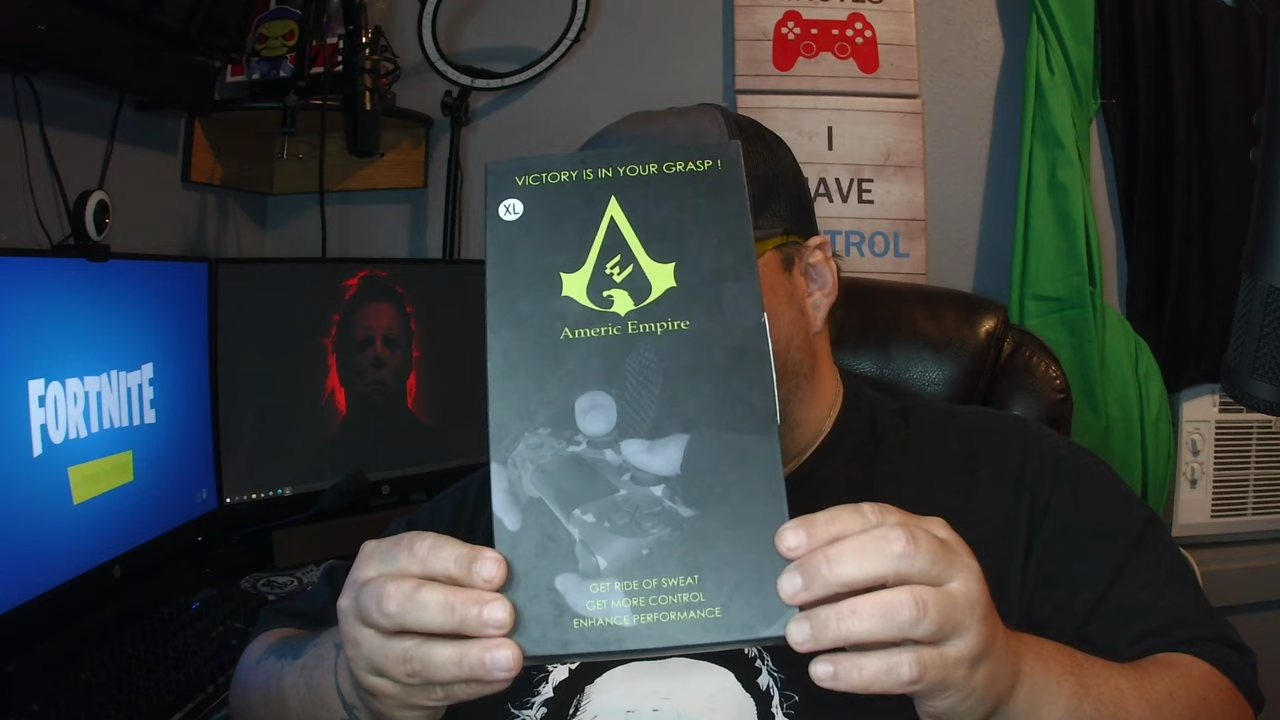 I
HAVE
TROL
VICTORY IS IN YOUR GRASP !
XL
Americ Empire
GET RIDE OF SWEAT
GET MORE CONTROL
ENHANCE PERFORMANCE
FORTNITE